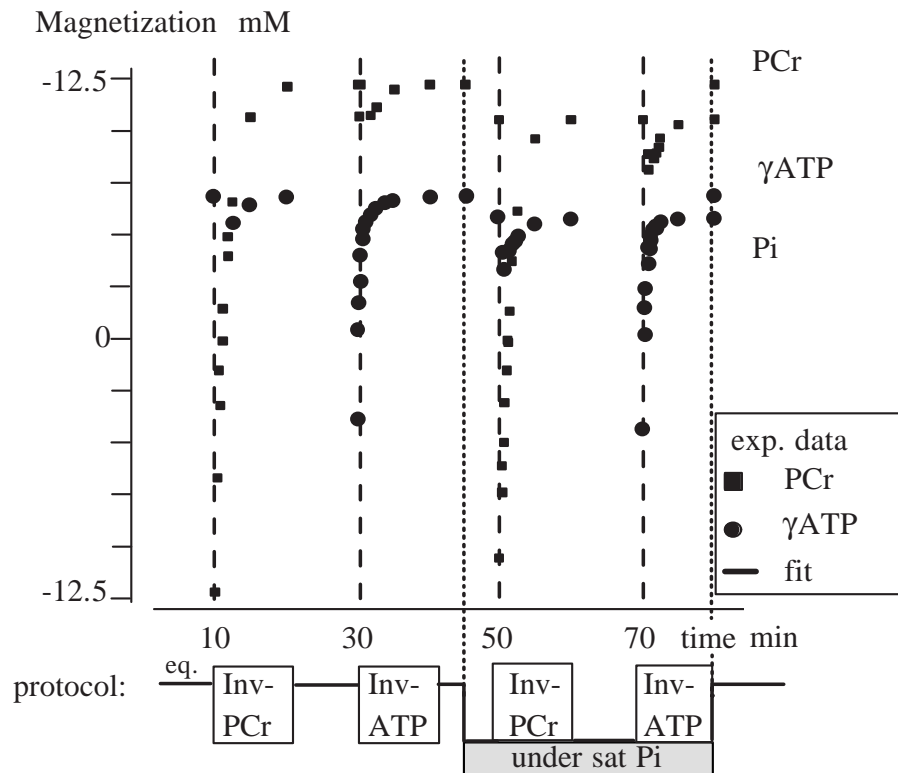 Magnetization mM
-12.5
0
-12.5
PCr
γATP
Pi
exp. data
PCr
γATP
fit
10 30 50 70 time min
protocol:
eq.
Inv-
PCr
Inv-
ATP
Inv-
PCr
Inv-
ATP
under sat Pi